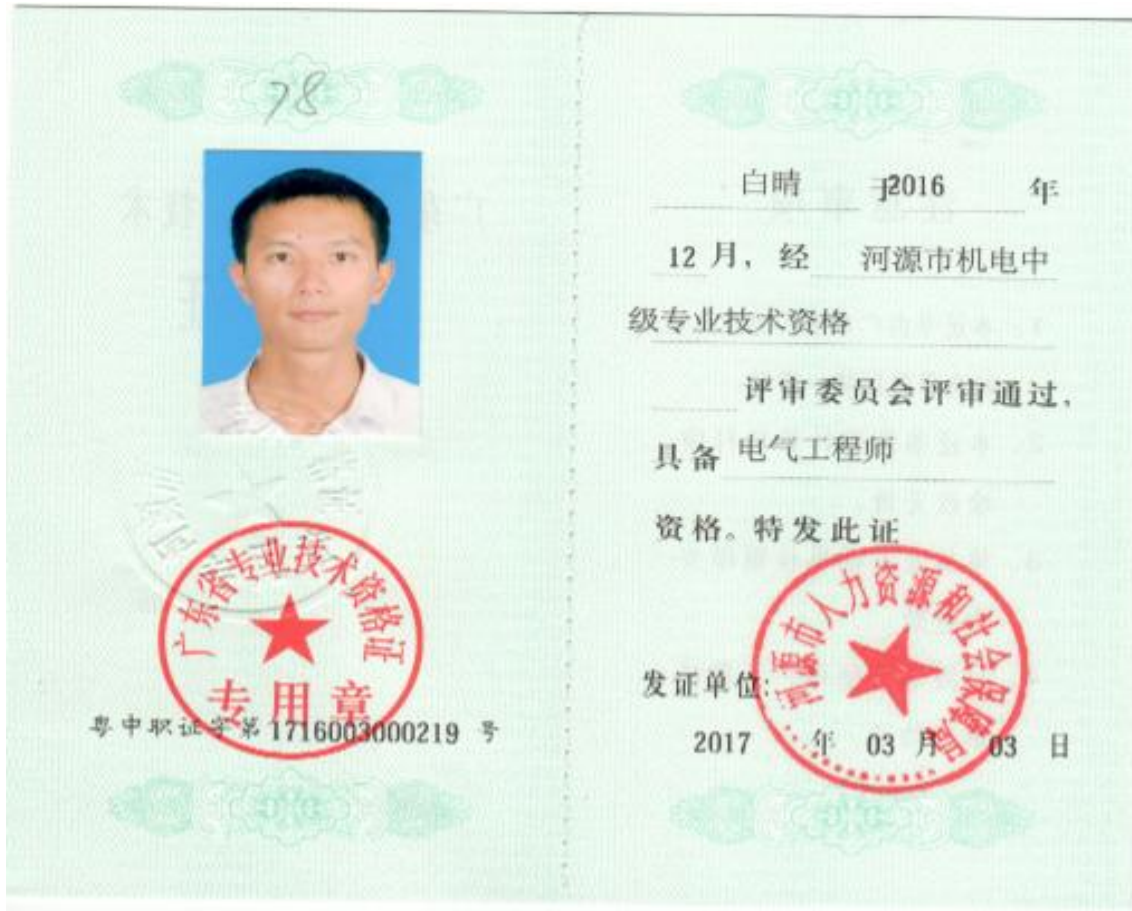 78
广东省专业技术资格证
专用章
粤中职证字第 1716003000219 号
白晴 于2016 年
12 月，经 河源市机电中
级专业技术资格
评审委员会评审通过，
具备 电气工程师
资格。特发此证
河源市人力资源和社会保障局
发证单位：
2017 年 03 月 03 日